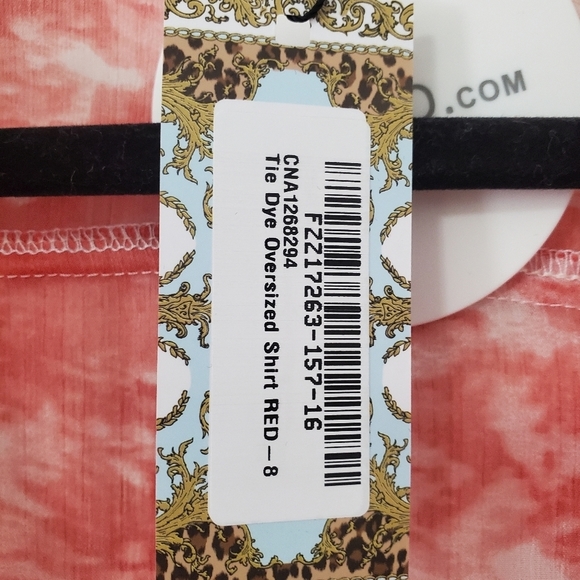 .COM
FZZ17263-157-16
CNA1268294
Tie Dye Oversized Shirt RED-8